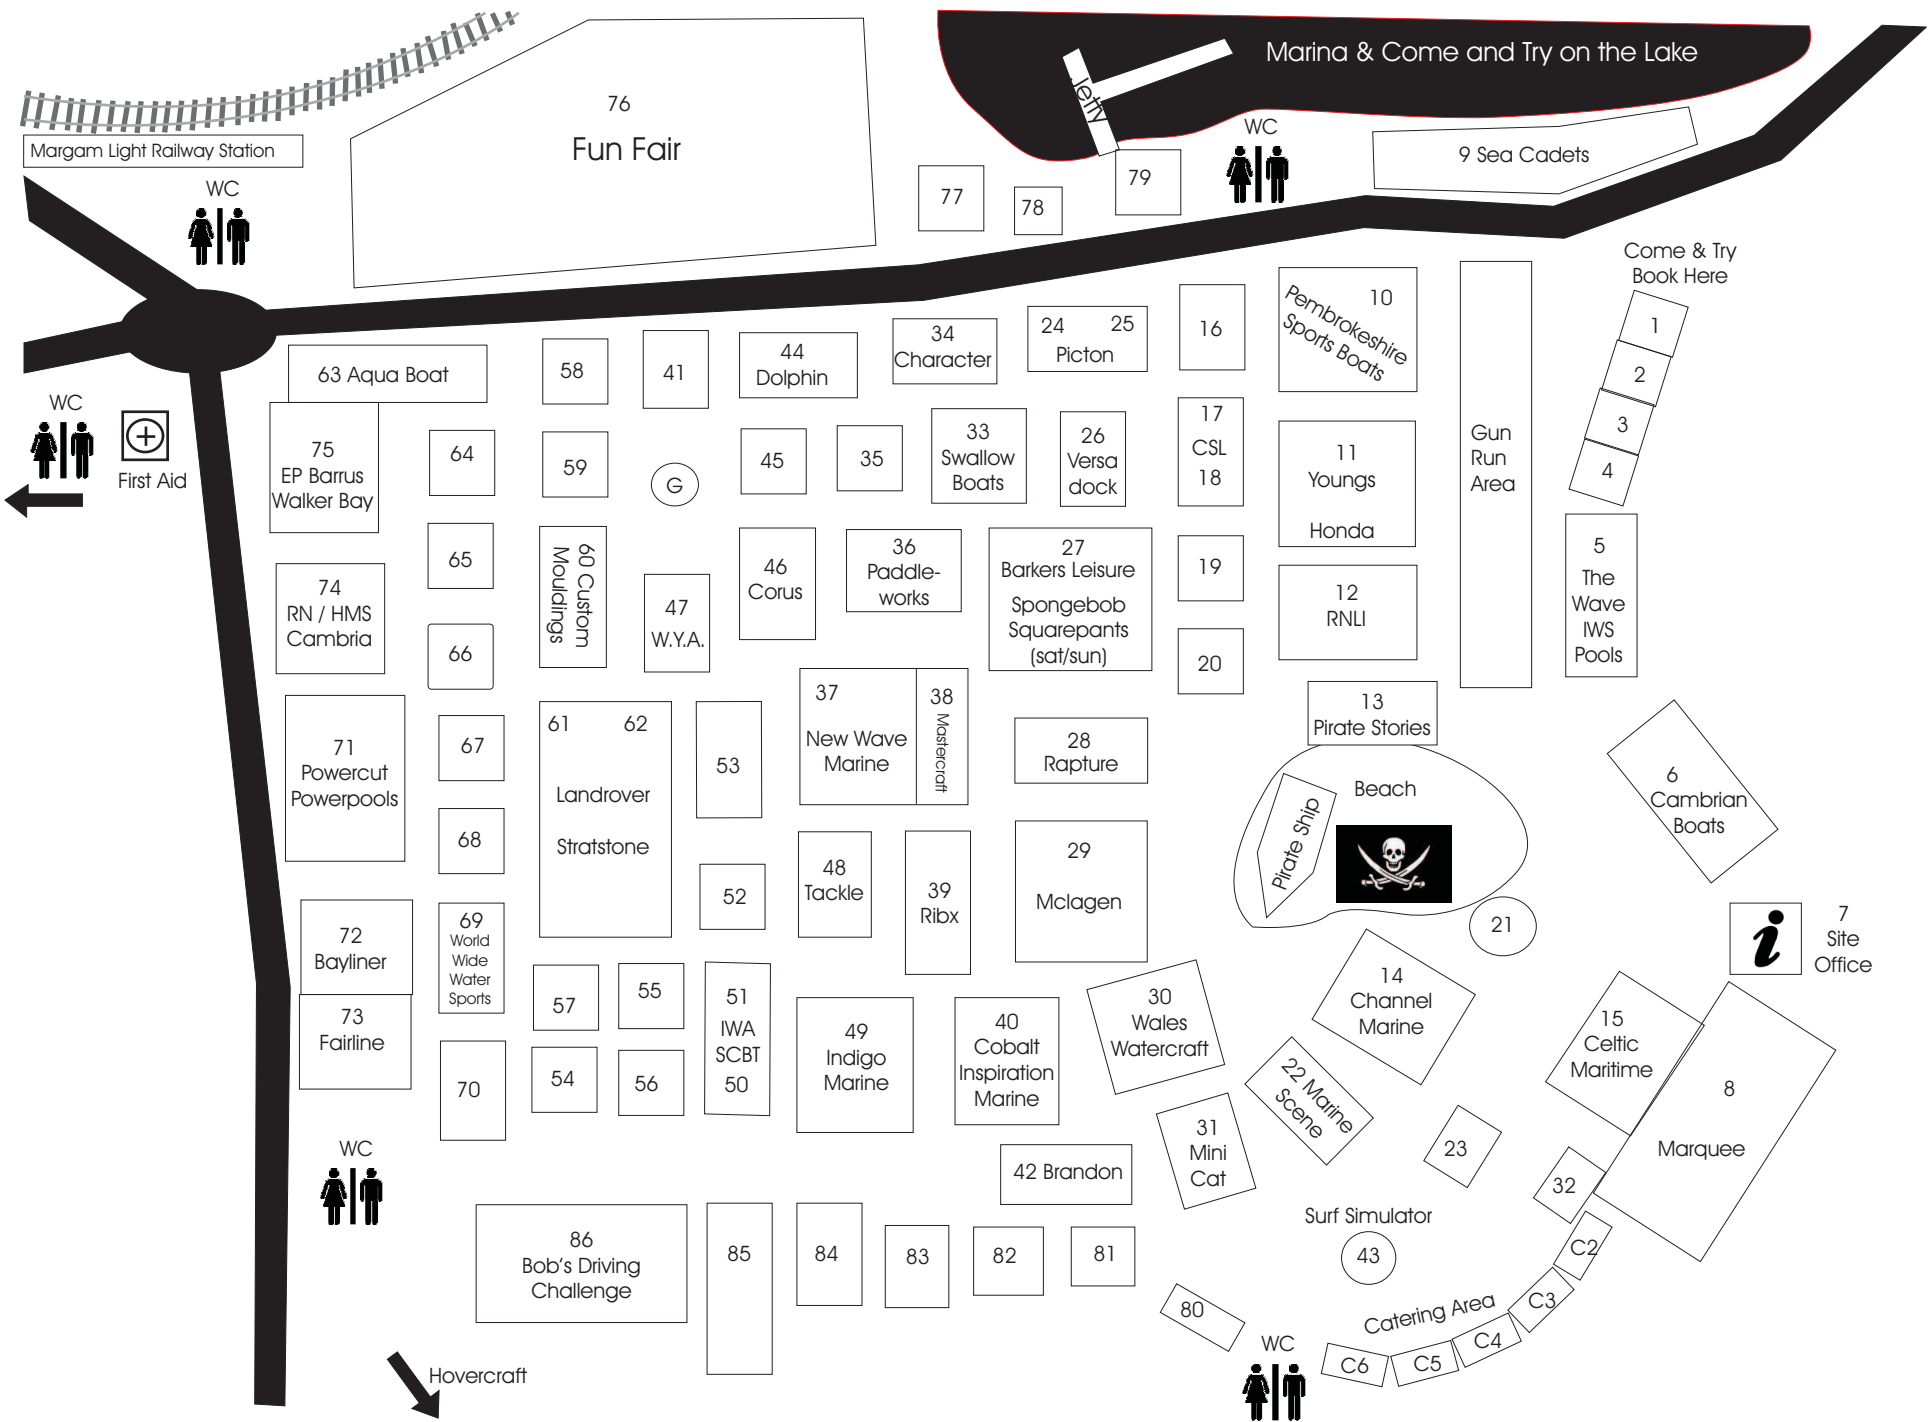 Marina & Come and Try on the Lake
Jetty
76
Fun Fair
Margam Light Railway Station
WC
WC
9 Sea Cadets
77
78
79
Come & Try
Book Here
1
2
3
4
10
Pembrokeshire
Sports Boats
16
24
25
Picton
34
Character
44
Dolphin
41
58
63 Aqua Boat
WC
First Aid
75
EP Barrus
Walker Bay
64
59
G
45
35
33
Swallow
Boats
26
Versa
dock
17
CSL
18
11
Youngs
Honda
Gun
Run
Area
5
The
Wave
IWS
Pools
74
RN / HMS
Cambria
65
66
60 Custom
Mouldings
47
W.Y.A.
46
Corus
36
Paddle-
works
27
Barkers Leisure
Spongebob
Squarepants
(sat/sun)
19
20
12
RNLI
13
Pirate Stories
Beach
Pirate Ship
6
Cambrian
Boats
71
Powercut
Powerpools
67
68
61
62
Landrover
Stratstone
53
52
37
New Wave
Marine
38
Mastercraft
28
Rapture
29
Mclagen
48
Tackle
39
Ribx
21
7
Site
Office
72
Bayliner
73
Fairline
69
World
Wide
Water
Sports
70
57
55
54
56
51
IWA
SCBT
50
49
Indigo
Marine
40
Cobalt
Inspiration
Marine
30
Wales
Watercraft
14
Channel
Marine
15
Celtic
Maritime
8
Marquee
22 Marine
Scene
31
Mini
Cat
23
32
42 Brandon
WC
86
Bob's Driving
Challenge
85
84
83
82
81
80
Surf Simulator
43
Catering Area
C2
C3
C4
C5
C6
WC
Hovercraft